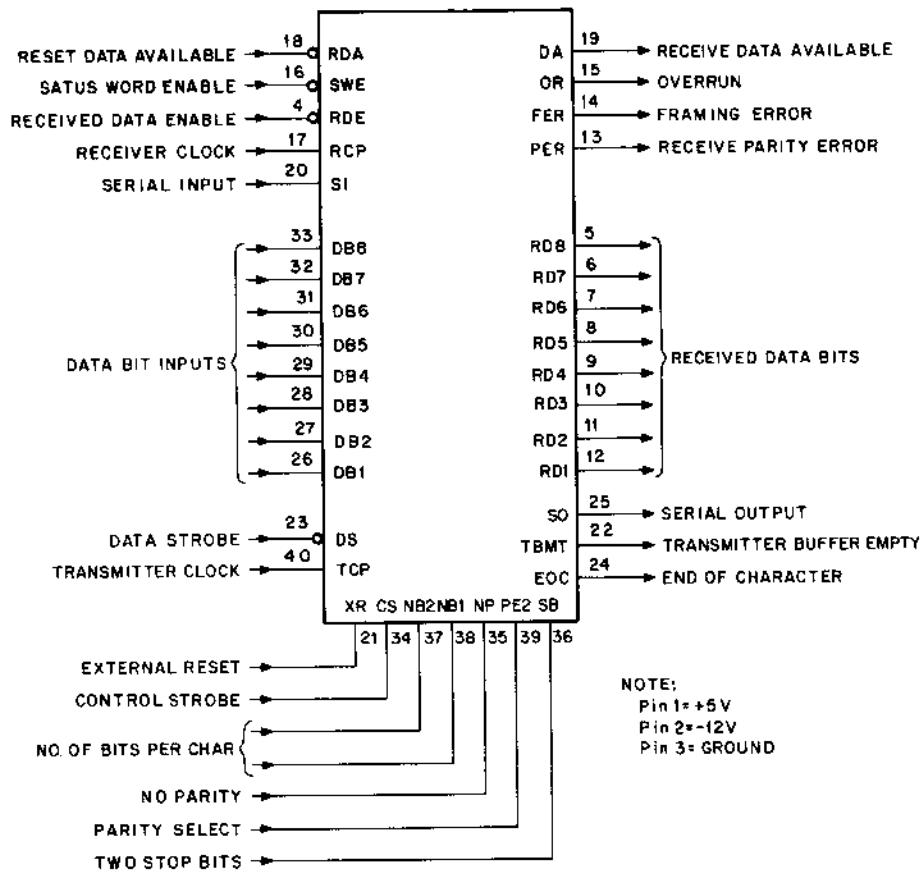 RESET DATA AVAILABLE 18 RDA DA 19 RECEIVE DATA AVAILABLE
SATUS WORD ENABLE 16 SWE OR 15 OVERRUN
RECEIVED DATA ENABLE 4 RDE FER 14 FRAMING ERROR
RECEIVER CLOCK 17 RCP PER 13 RECEIVE PARITY ERROR
SERIAL INPUT 20 SI
33 DB8 RD8 5
32 DB7 RD7 6
31 DB6 RD6 7
30 DB5 RD5 8
DATA BIT INPUTS RECEIVED DATA BITS
29 DB4 RD4 9
28 DB3 RD3 10
27 DB2 RD2 11
26 DB1 RD1 12
SO 25 SERIAL OUTPUT
DATA STROBE 23 DS TBMT 22 TRANSMITTER BUFFER EMPTY
TRANSMITTER CLOCK 40 TCP EOC 24 END OF CHARACTER
XR CS NB2 NB1 NP PE2 SB
21 34 37 38 35 39 36
EXTERNAL RESET
CONTROL STROBE
NO. OF BITS PER CHAR
NO PARITY
PARITY SELECT
TWO STOP BITS
NOTE:
Pin 1= +5V
Pin 2=-12V
Pin 3= GROUND